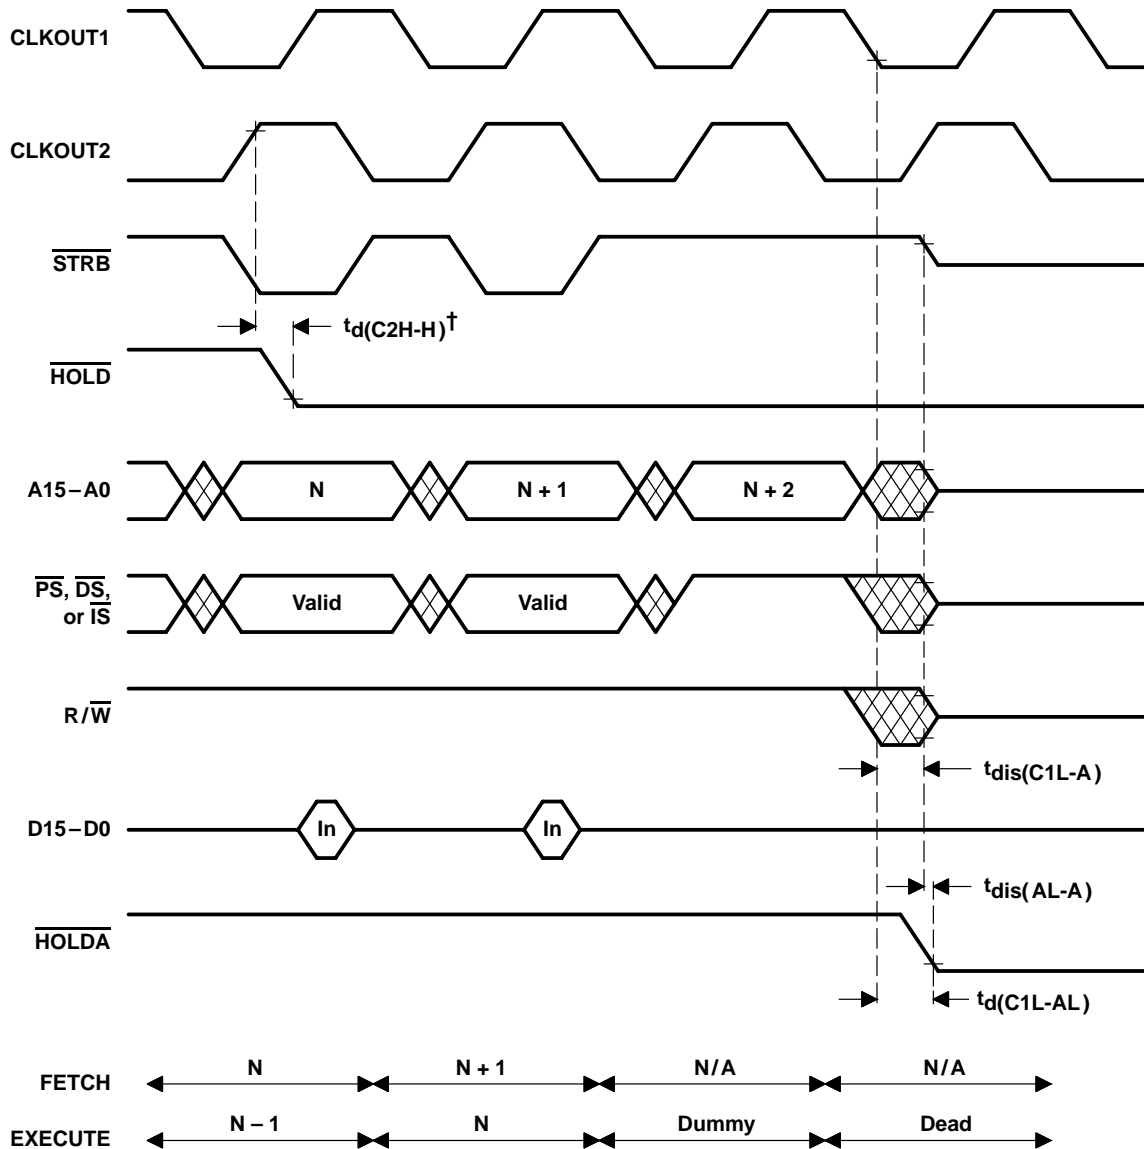 CLKOUT1
CLKOUT2
STRB
td(C2H-H)†
HOLD
A15–A0
N
N + 1
N + 2
PS, DS,
or IS
Valid
Valid
R/W
tdis(C1L-A)
D15–D0
In
In
tdis(AL-A)
HOLDA
td(C1L-AL)
FETCH
N
N + 1
N/A
N/A
EXECUTE
N – 1
N
Dummy
Dead